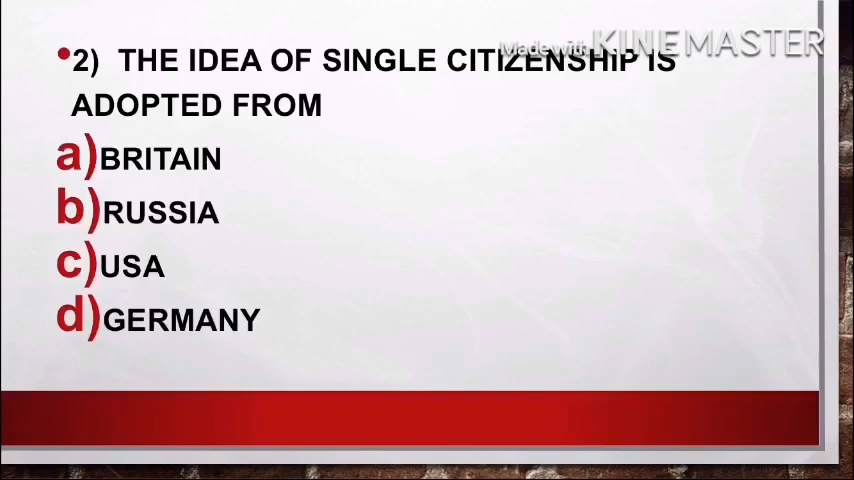 Made with KINEMASTER
•2) THE IDEA OF SINGLE CITIZENSHIP IS
ADOPTED FROM
a)BRITAIN
b)RUSSIA
c)USA
d)GERMANY